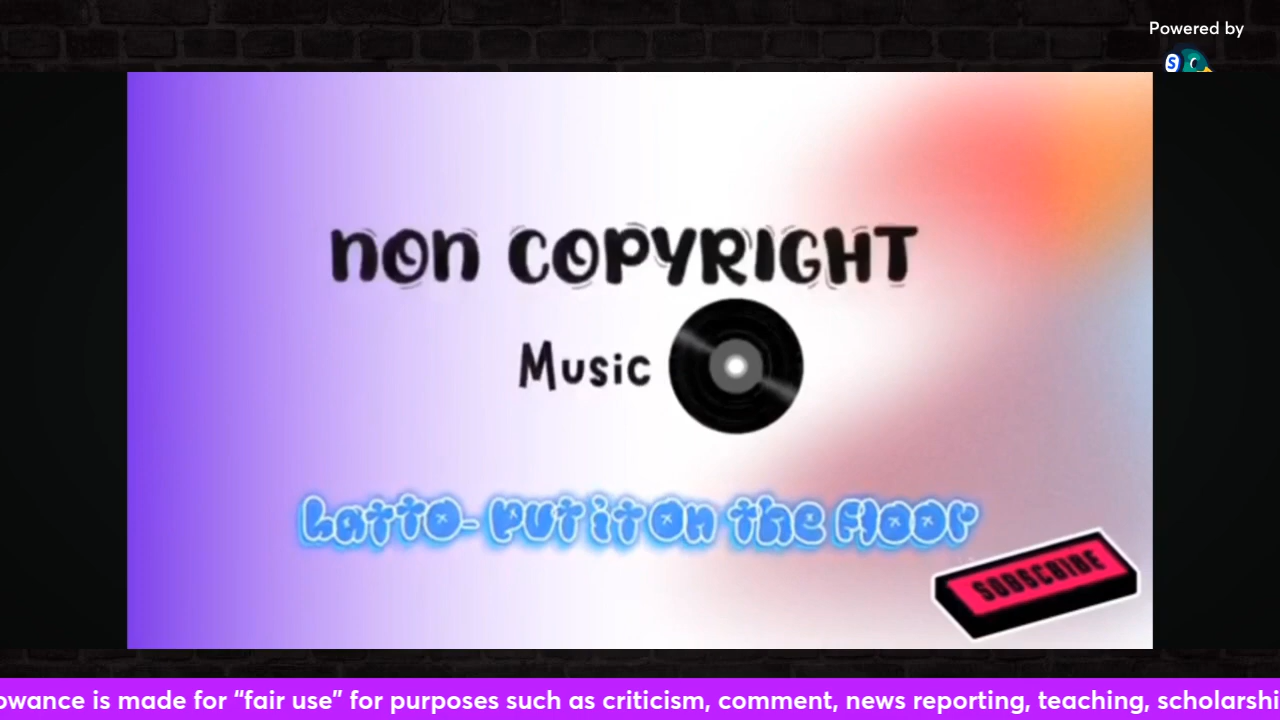 Powered by
S
non COPYRIGHT
Music
Latto- Put it On the Floor
SUBSCRIBE
owance is made for “fair use” for purposes such as criticism, comment, news reporting, teaching, scholarshi